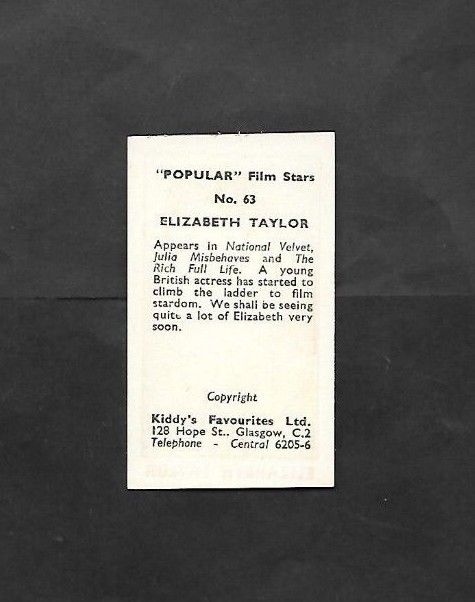 "POPULAR" Film Stars
No. 63
ELIZABETH TAYLOR
Appears in National Velvet,
Julia Misbehaves and The
Rich Full Life. A young
British actress has started to
climb the ladder to film
stardom. We shall be seeing
quite a lot of Elizabeth very
soon.
Copyright
Kiddy's Favourites Ltd.
128 Hope St., Glasgow, C.2
Telephone - Central 6205-6